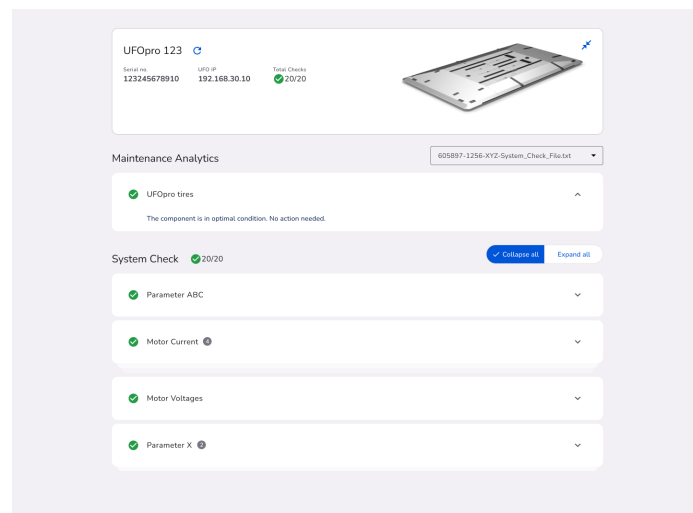 UFOpro 123
Serial no.
UFO IP
Total Checks
123245678910
192.168.30.10
20/20
Maintenance Analytics
605897-1256-XYZ-System_Check_File.txt
UFOpro tires
The component is in optimal condition. No action needed.
System Check
20/20
Collapse all
Expand all
Parameter ABC
Motor Current 4
Motor Voltages
Parameter X 2